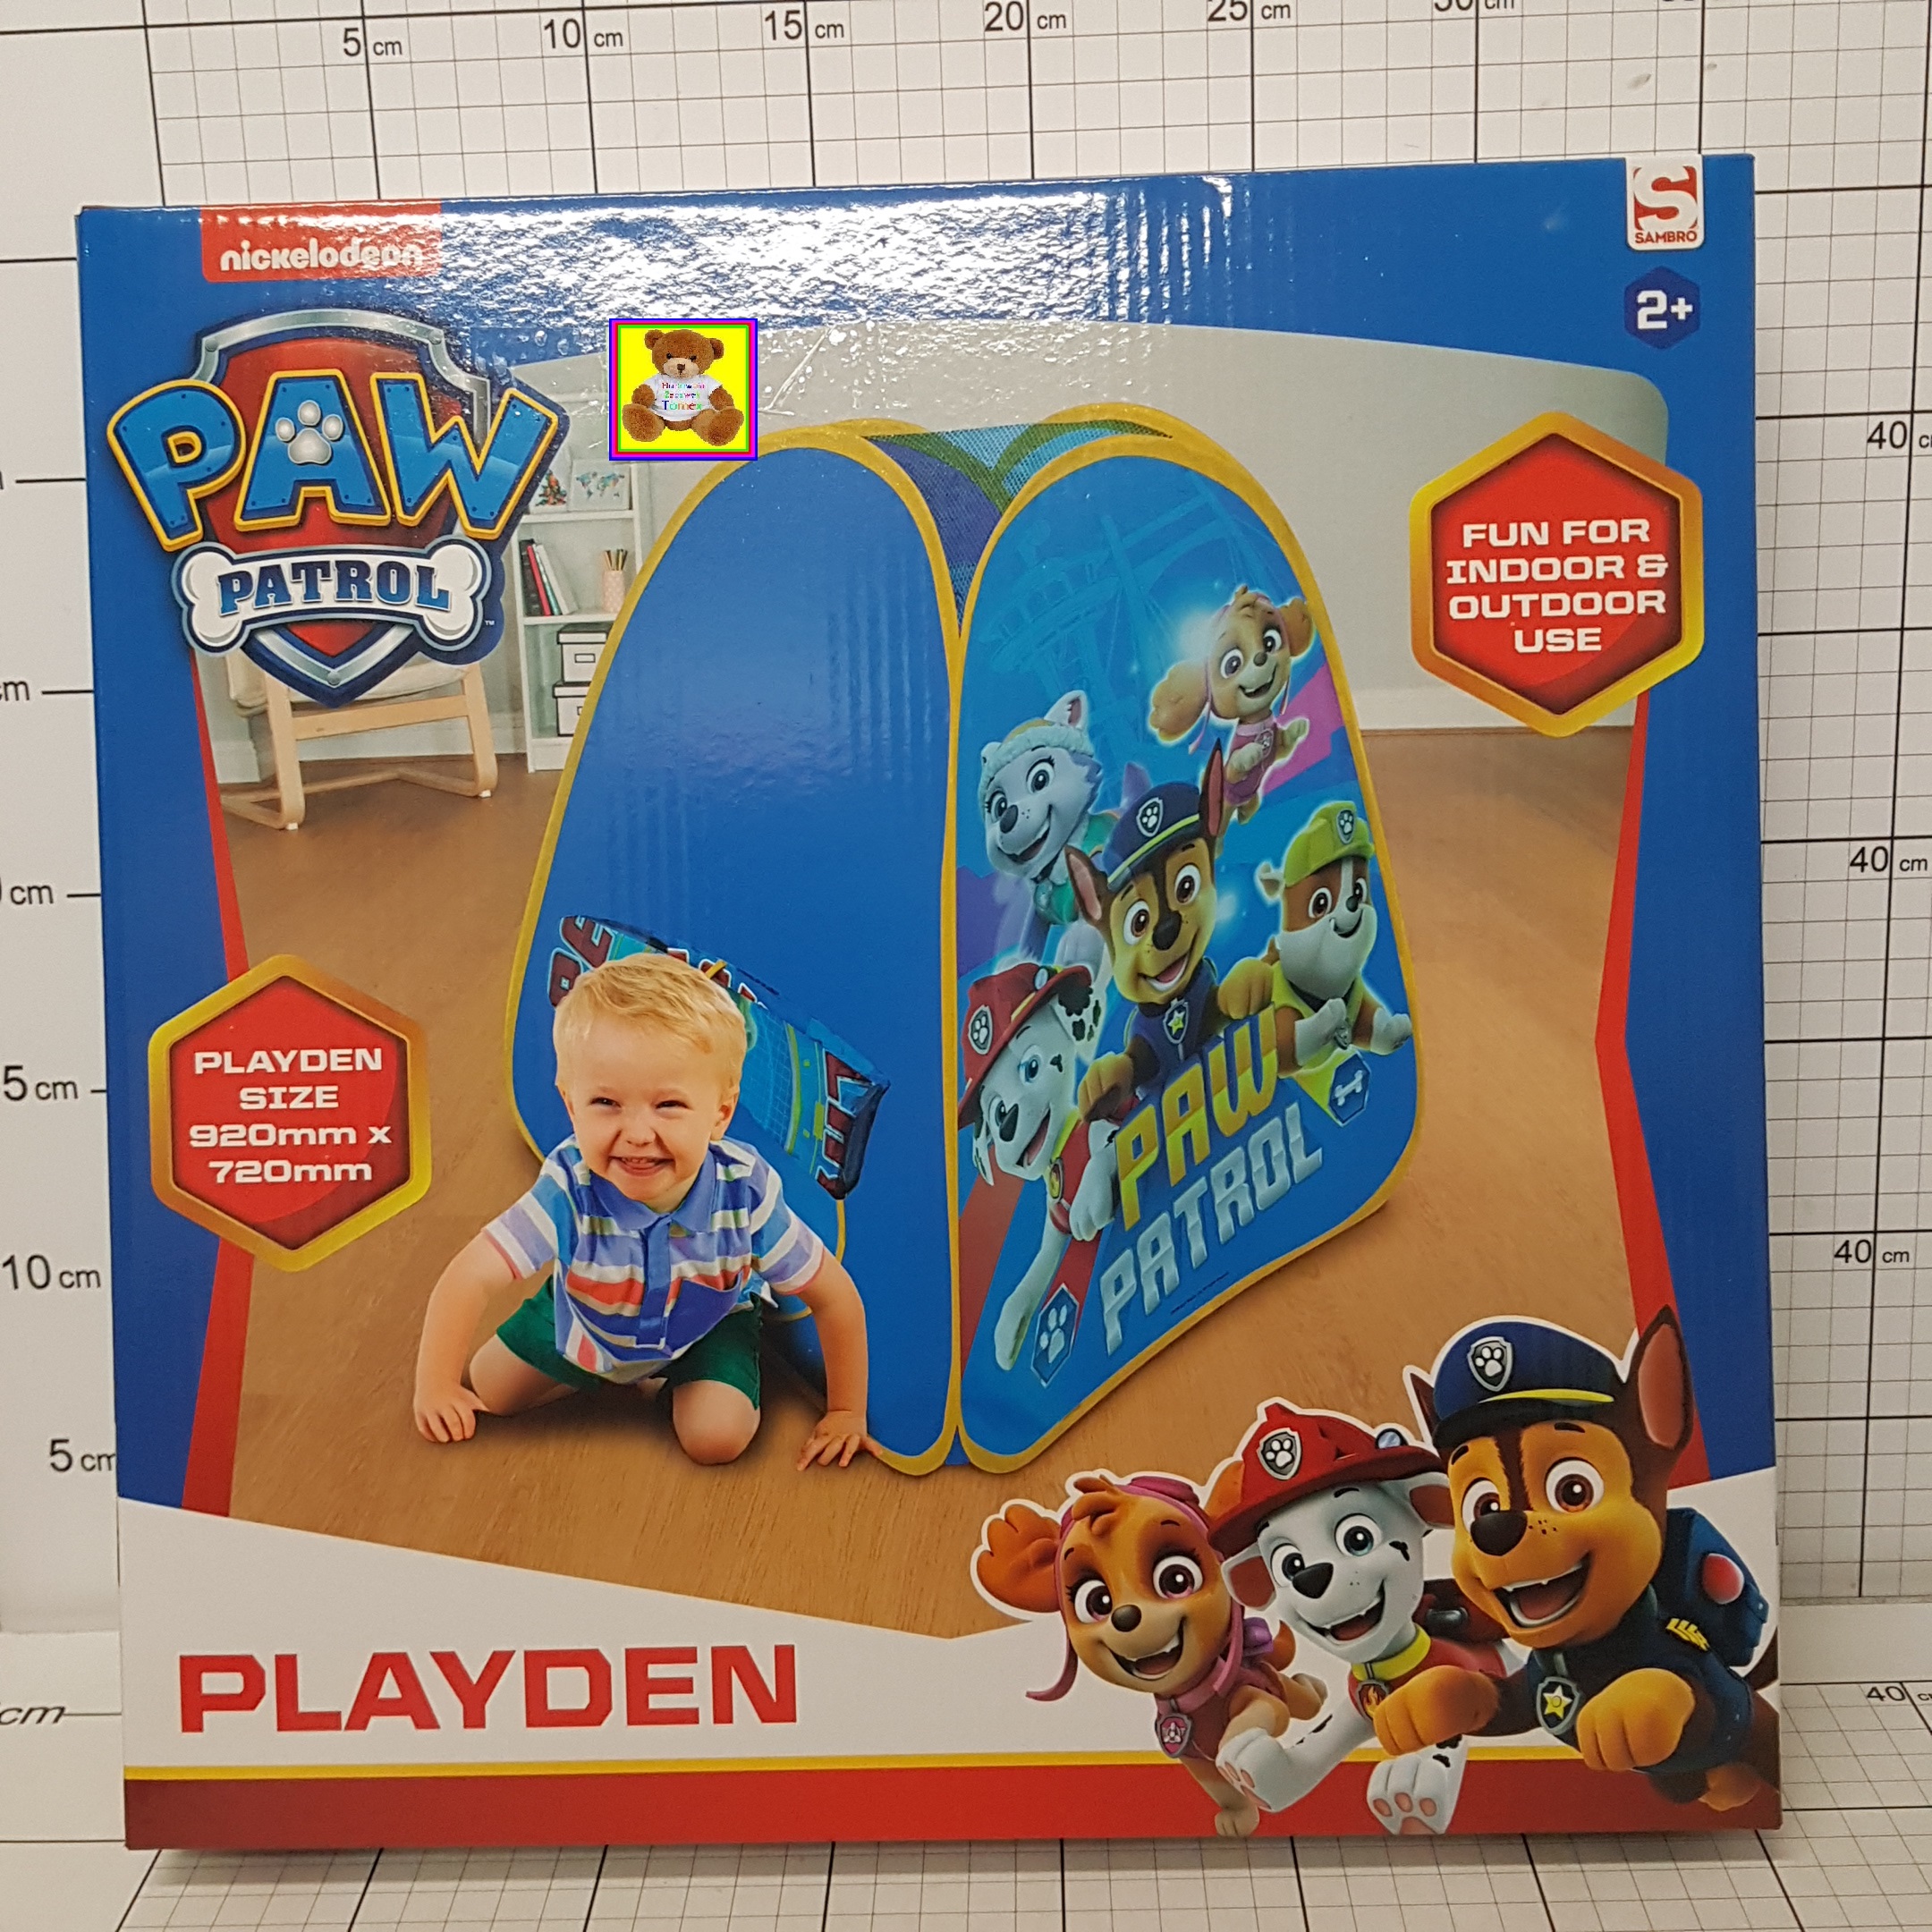 5 cm
10 cm
15 cm
20 cm
25 cm
cm
nickelodeon
S
SAMBRO
2+
PAW
PATROL
™
Tomex
FUN FOR
INDOOR &
OUTDOOR
USE
40
cm
cm
40 cm
PLAYDEN
SIZE
920mm x
720mm
5 cm
PAW
PATROL
10 cm
40 cm
5 cm
40
cm
PLAYDEN